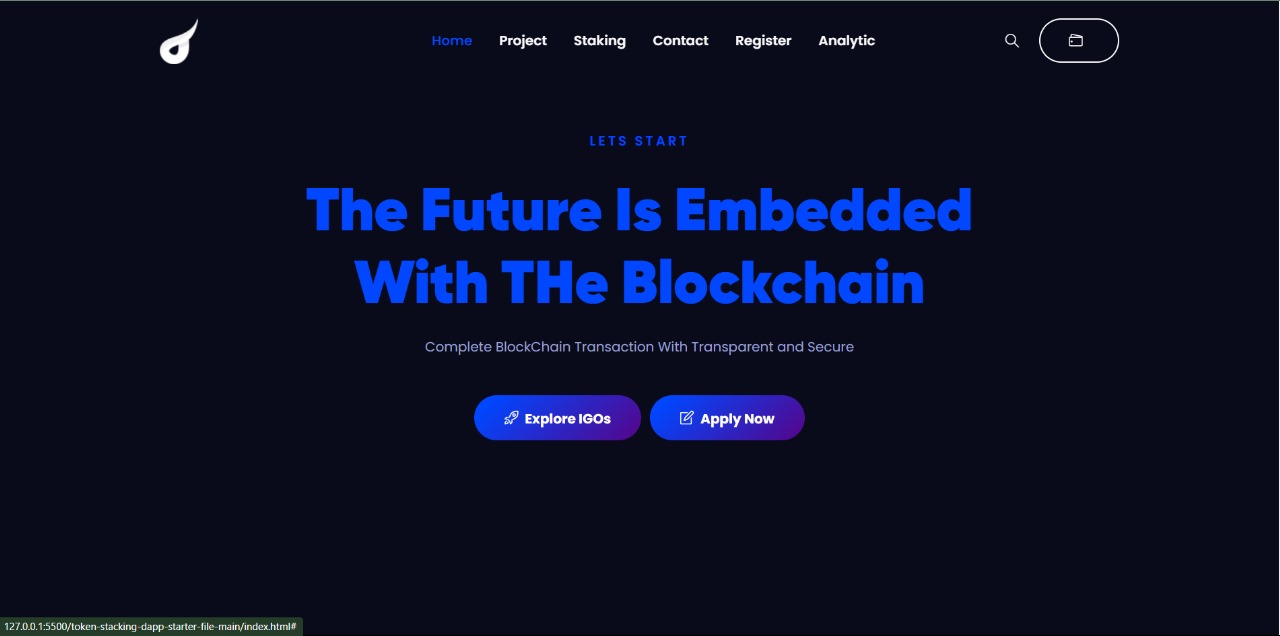 Home Project Staking Contact Register Analytic
LETS START
The Future Is Embedded
With THe Blockchain
Complete BlockChain Transaction With Transparent and Secure
Explore IGOs Apply Now
127.0.0.1:5500/token-stacking-dapp-starter-file-main/index.html#